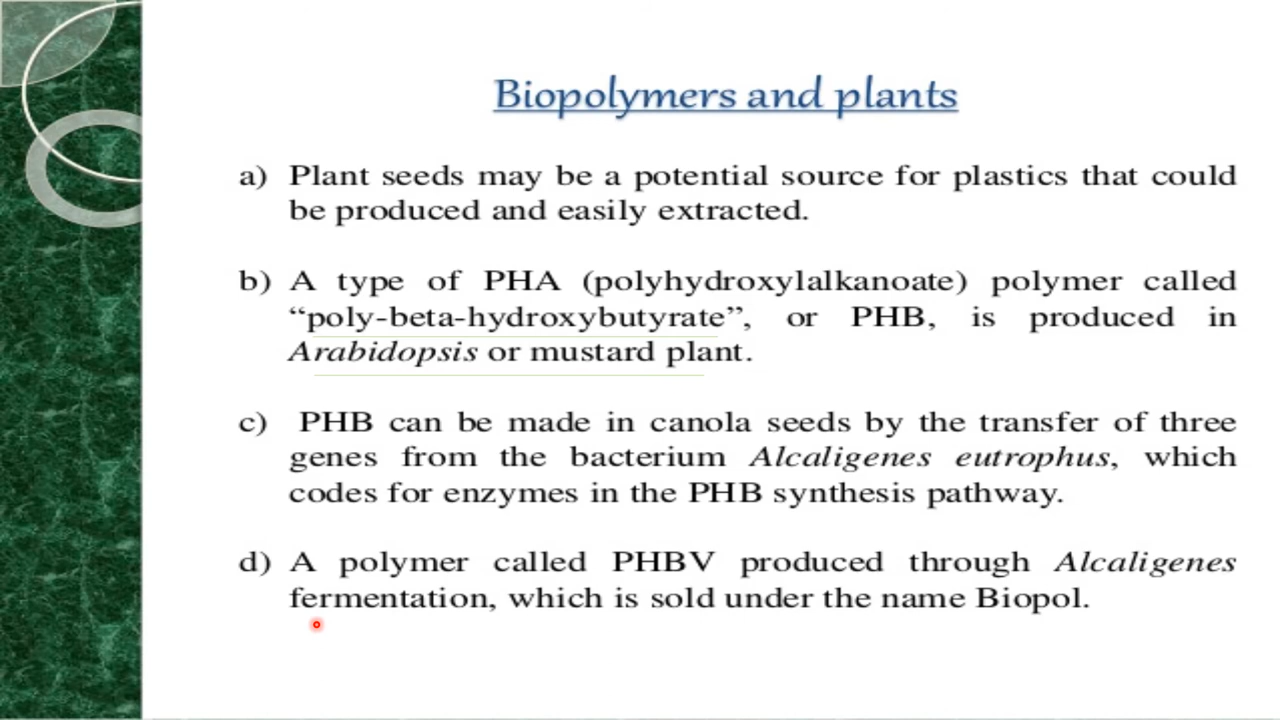 Biopolymers and plants
a) Plant seeds may be a potential source for plastics that could
be produced and easily extracted.
b) A type of PHA (polyhydroxylalkanoate) polymer called
“poly-beta-hydroxybutyrate”, or PHB, is produced in
Arabidopsis or mustard plant.
c) PHB can be made in canola seeds by the transfer of three
genes from the bacterium Alcaligenes eutrophus, which
codes for enzymes in the PHB synthesis pathway.
d) A polymer called PHBV produced through Alcaligenes
fermentation, which is sold under the name Biopol.